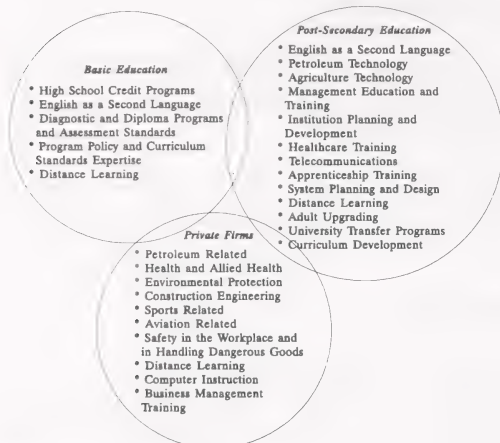 Basic Education
* High School Credit Programs
* English as a Second Language
* Diagnostic and Diploma Programs
and Assessment Standards
* Program Policy and Curriculum
Standards Expertise
* Distance Learning
Post-Secondary Education
* English as a Second Language
* Petroleum Technology
* Agriculture Technology
* Management Education and
Training
* Institution Planning and
Development
* Healthcare Training
* Telecommunications
* Apprenticeship Training
* System Planning and Design
* Distance Learning
* Adult Upgrading
* University Transfer Programs
* Curriculum Development
Private Firms
* Petroleum Related
* Health and Allied Health
* Environmental Protection
* Construction Engineering
* Sports Related
* Aviation Related
* Safety in the Workplace and
in Handling Dangerous Goods
* Distance Learning
* Computer Instruction
* Business Management
Training